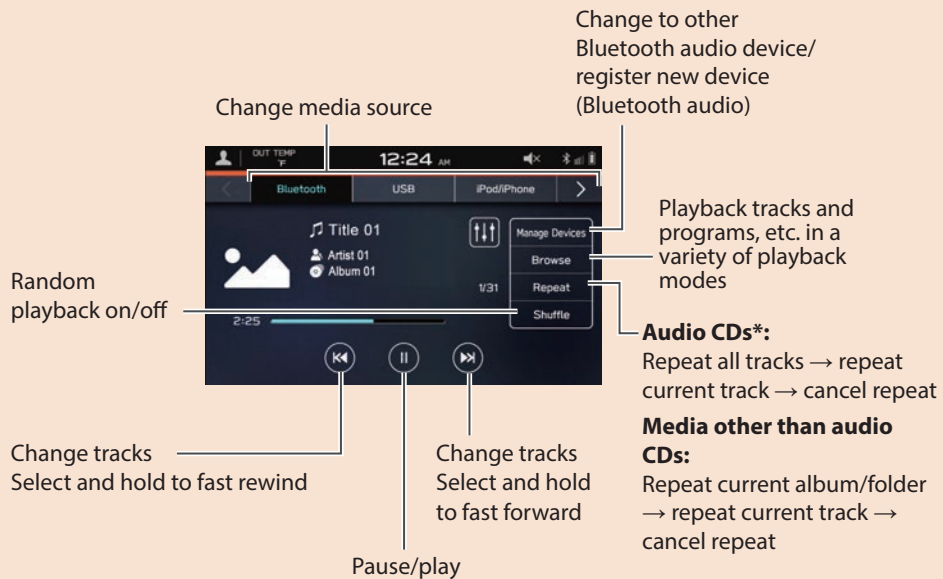 Change to other
Bluetooth audio device/
register new device
(Bluetooth audio)
Change media source
OUT TEMP
°F
12:24 AM
Bluetooth
USB
iPod/iPhone
Title 01
Artist 01
Album 01
1/31
2:25
Manage Devices
Browse
Repeat
Shuffle
Playback tracks and
programs, etc. in a
variety of playback
modes
Random
playback on/off
Audio CDs*:
Repeat all tracks → repeat
current track → cancel repeat
Media other than audio
CDs:
Repeat current album/folder
→ repeat current track →
cancel repeat
Change tracks
Select and hold to fast rewind
Change tracks
Select and hold
to fast forward
Pause/play